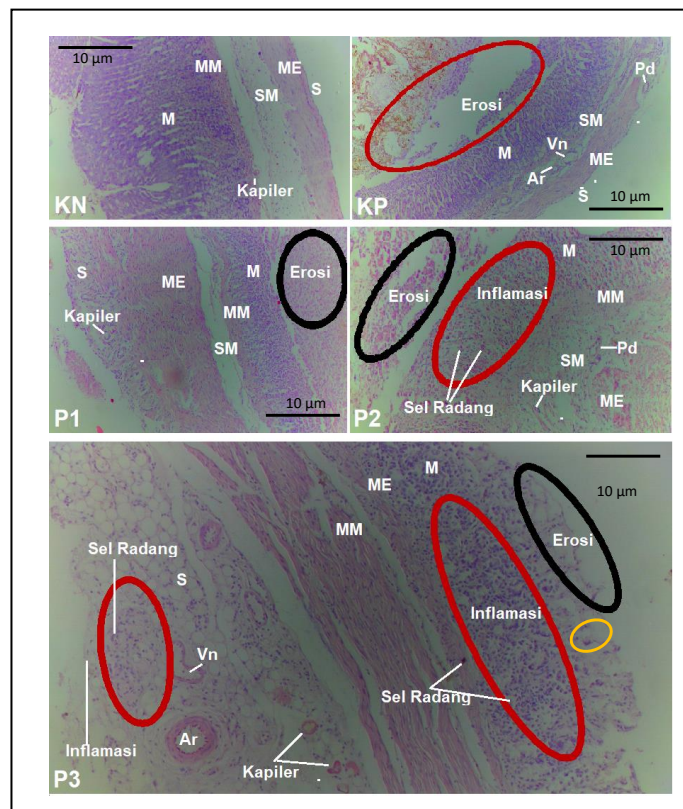 10 µm
MM
ME
SM
S
M
Kapiler
KN
Pd
Erosi
SM
M
Vn
ME
Ar
S
KP
10 µm
S
ME
M
Erosi
Kapiler
MM
SM
P1
10 µm
10 µm
M
Erosi
Inflamasi
MM
Pd
SM
Kapiler
Sel Radang
ME
P2
10 µm
M
ME
MM
Erosi
Sel Radang
S
Inflamasi
Vn
Sel Radang
Inflamasi
Ar
Kapiler
P3